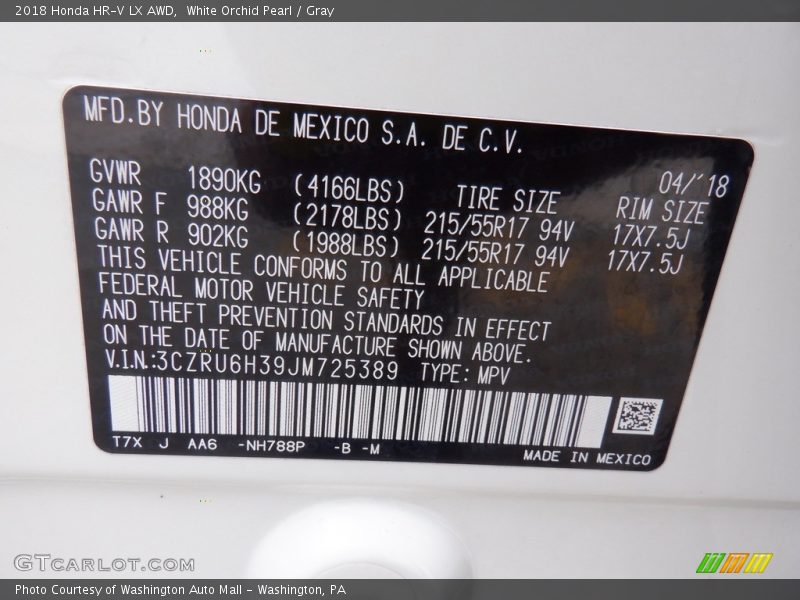 2018 Honda HR-V LX AWD,  White Orchid Pearl / Gray
MFD.BY HONDA DE MEXICO S.A. DE C.V.
04/'18
GVWR 1890KG (4166LBS) TIRE SIZE RIM SIZE
GAWR F 988KG (2178LBS) 215/55R17 94V 17X7.5J
GAWR R 902KG (1988LBS) 215/55R17 94V 17X7.5J
THIS VEHICLE CONFORMS TO ALL APPLICABLE
FEDERAL MOTOR VEHICLE SAFETY
AND THEFT PREVENTION STANDARDS IN EFFECT
ON THE DATE OF MANUFACTURE SHOWN ABOVE.
V.I.N.:3CZRU6H39JM725389 TYPE: MPV
T7X J AA6 -NH788P -B -M
MADE IN MEXICO
GTCARLOT.COM
Photo Courtesy of Washington Auto Mall - Washington, PA